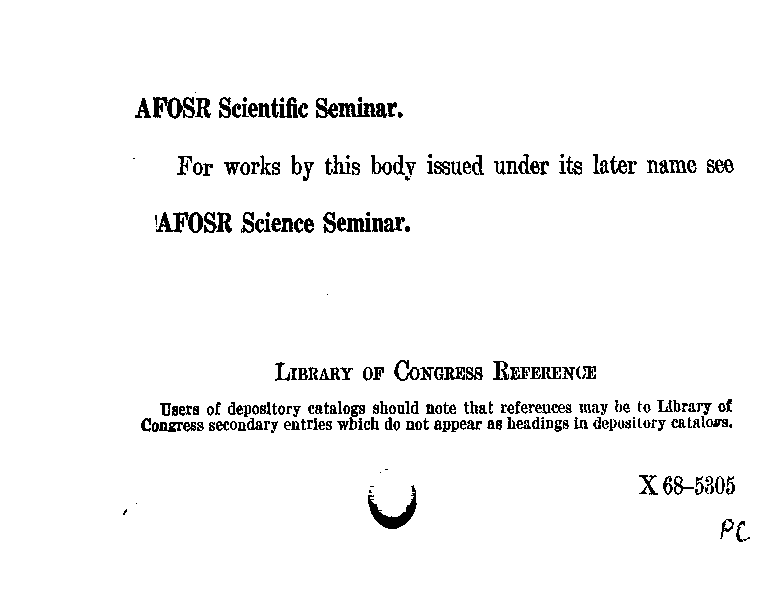 AFOSR Scientific Seminar.
For works by this body issued under its later name see
AFOSR Science Seminar.
LIBRARY OF CONGRESS REFERENCE
Users of depository catalogs should note that references may be to Library of
Congress secondary entries which do not appear as headings in depository catalogs.
X 68–5305
PC